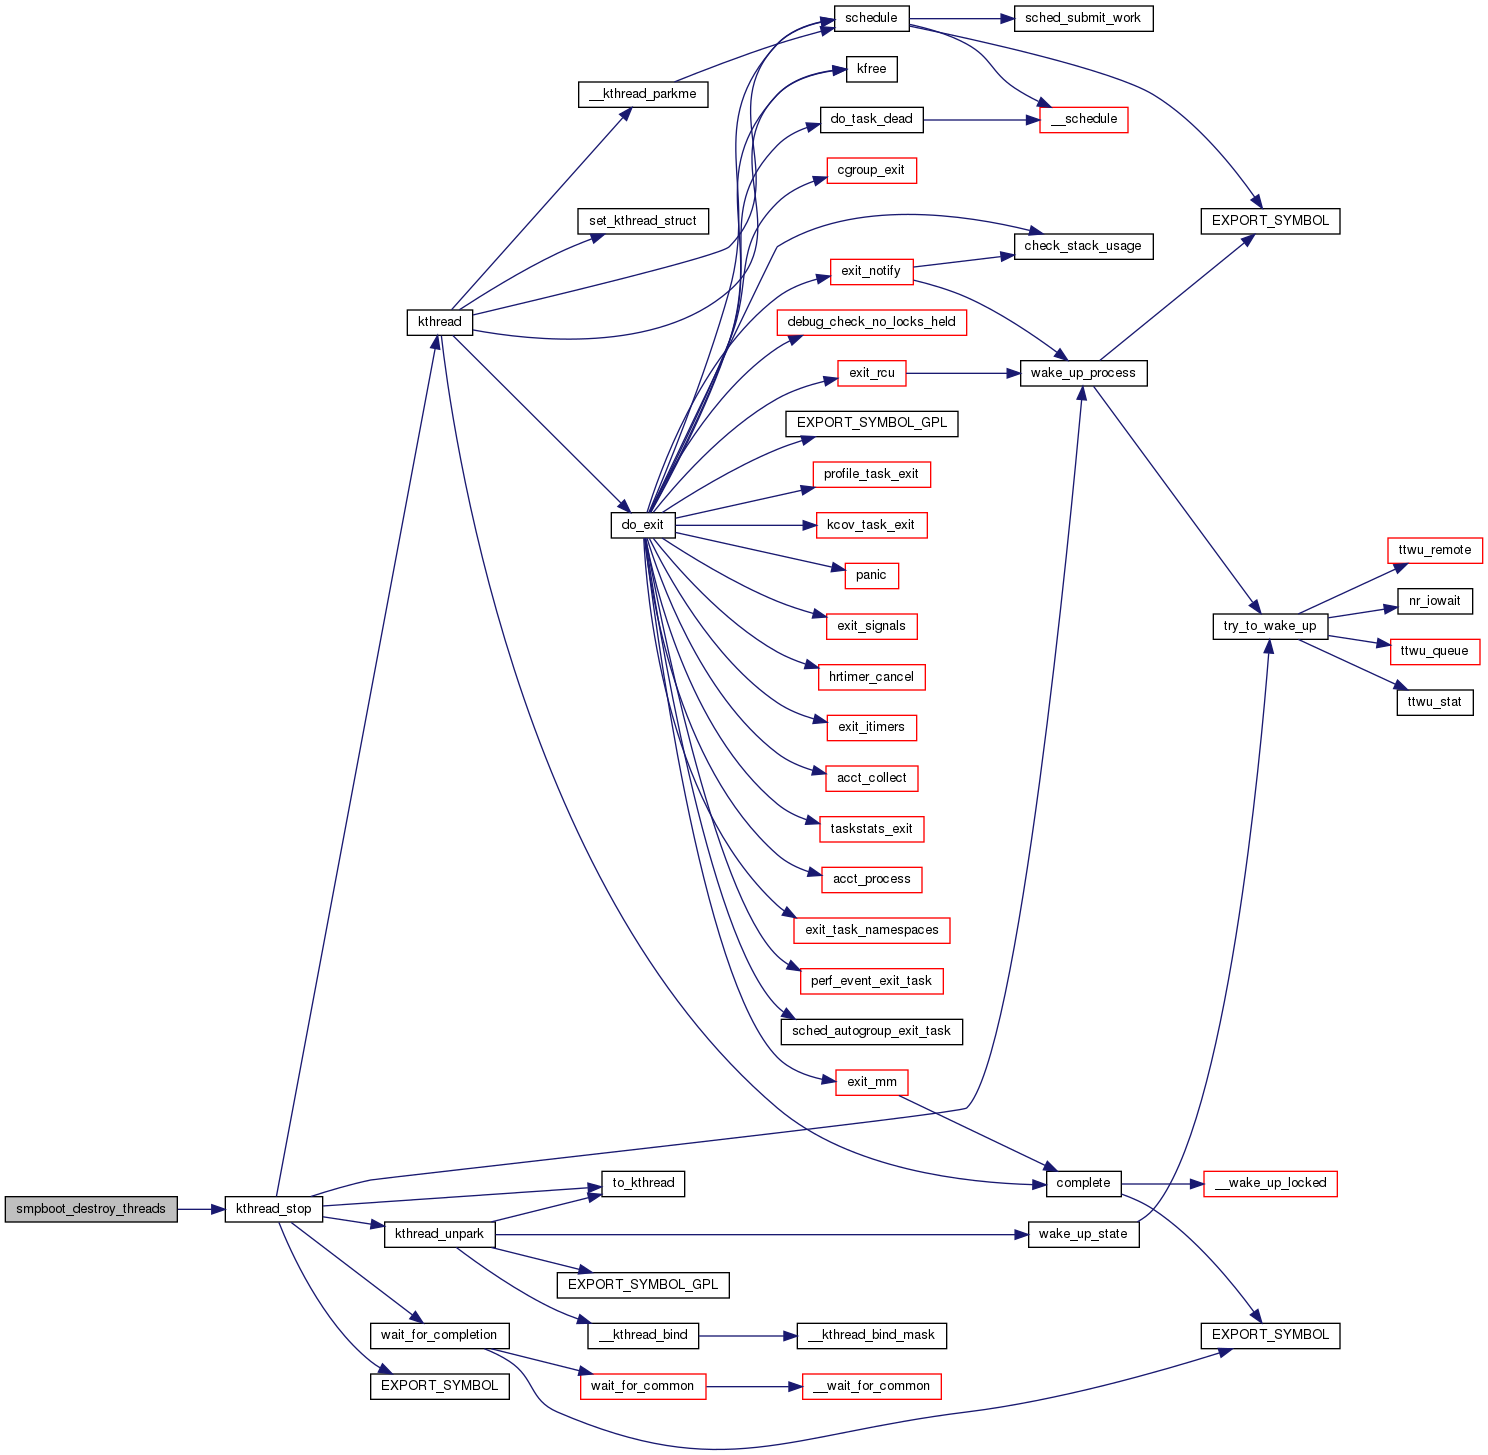 schedule
sched_submit_work
kfree
__kthread_parkme
do_task_dead
__schedule
cgroup_exit
set_kthread_struct
EXPORT_SYMBOL
check_stack_usage
exit_notify
kthread
debug_check_no_locks_held
exit_rcu
wake_up_process
EXPORT_SYMBOL_GPL
profile_task_exit
do_exit
kcov_task_exit
ttwu_remote
panic
nr_iowait
exit_signals
try_to_wake_up
ttwu_queue
hrtimer_cancel
ttwu_stat
exit_itimers
acct_collect
taskstats_exit
acct_process
exit_task_namespaces
perf_event_exit_task
sched_autogroup_exit_task
exit_mm
to_kthread
complete
__wake_up_locked
smpboot_destroy_threads
kthread_stop
kthread_unpark
wake_up_state
EXPORT_SYMBOL_GPL
wait_for_completion
__kthread_bind
__kthread_bind_mask
EXPORT_SYMBOL
EXPORT_SYMBOL
wait_for_common
__wait_for_common